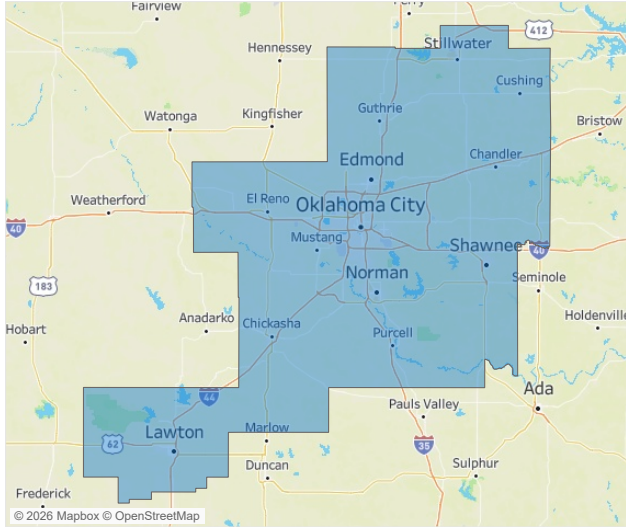 Fairview
Perry
412
Stillwater
Hennessey
Cushing
Guthrie
Watonga
Kingfisher
Bristow
Edmond
Chandler
Weatherford
El Reno
Oklahoma City
40
Mustang
Shawnee
40
183
Norman
Seminole
Anadarko
Hobart
Chickasha
Holdenville
Purcell
44
Ada
Pauls Valley
62
Lawton
Marlow
35
Duncan
Sulphur
Frederick
© 2026 Mapbox © OpenStreetMap